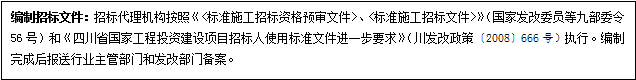 编制招标文件：招标代理机构按照《〈标准施工招标资格预审文件〉、〈标准施工招标文件〉》（国家发改委员等九部委令
56 号）和《四川省国家工程投资建设项目招标人使用标准文件进一步要求》（川发改政策〔2008〕666 号）执行。编制
完成后报送行业主管部门和发改部门备案。